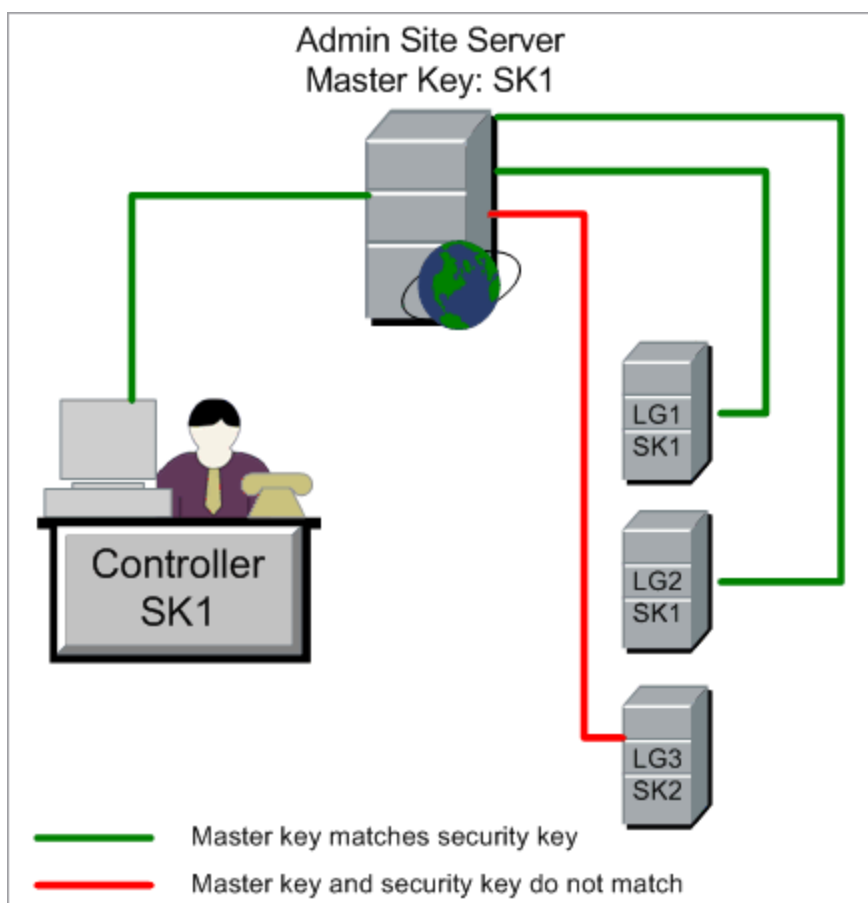 Admin Site Server
Master Key: SK1
LG1
SK1
Controller
SK1
LG2
SK1
LG3
SK2
Master key matches security key
Master key and security key do not match